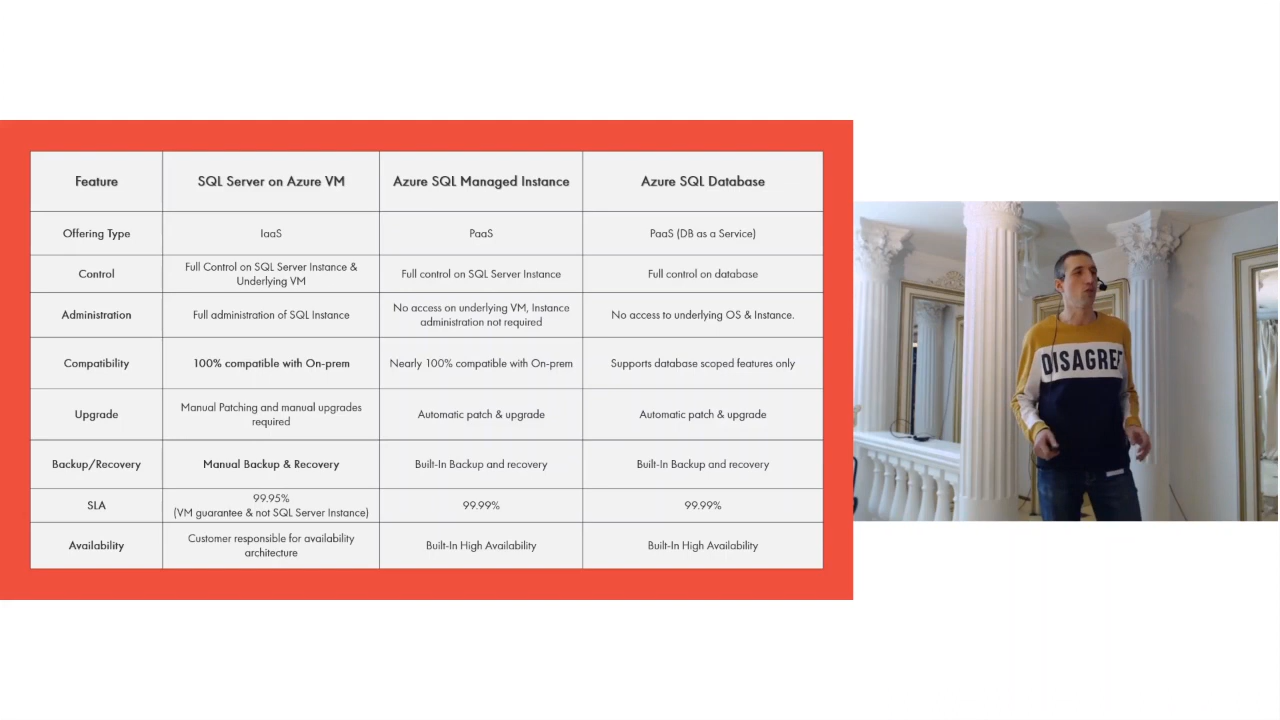 Feature
SQL Server on Azure VM
Azure SQL Managed Instance
Azure SQL Database
Offering Type
IaaS
PaaS
PaaS (DB as a Service)
Control
Full Control on SQL Server Instance &
Underlying VM
Full control on SQL Server Instance
Full control on database
Administration
Full administration of SQL Instance
No access on underlying VM, Instance
administration not required
No access to underlying OS & Instance.
Compatibility
100% compatible with On-prem
Nearly 100% compatible with On-prem
Supports database scoped features only
Upgrade
Manual Patching and manual upgrades
required
Automatic patch & upgrade
Automatic patch & upgrade
Backup/Recovery
Manual Backup & Recovery
Built-In Backup and recovery
Built-In Backup and recovery
SLA
99.95%
(VM guarantee & not SQL Server Instance)
99.99%
99.99%
Availability
Customer responsible for availability
architecture
Built-In High Availability
Built-In High Availability
DISAGREE